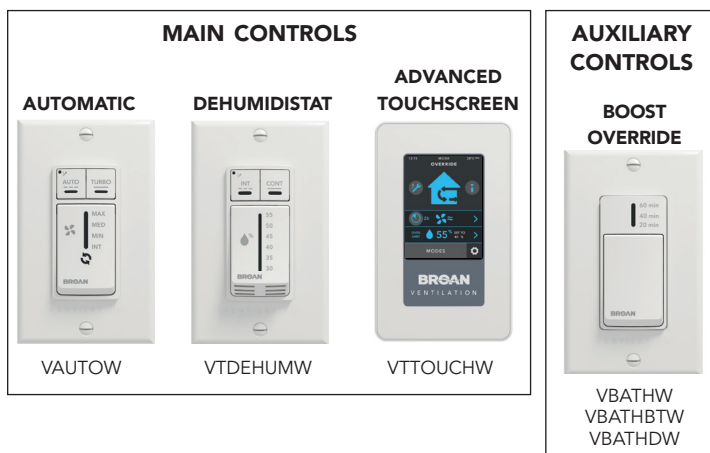 MAIN CONTROLS
AUTOMATIC
AUTO TURBO
MAX
MED
MIN
INT
BROAN
VAUTOW
DEHUMIDISTAT
INT CONT
55
50
45
40
35
30
BROAN
VTDEHUMW
ADVANCED
TOUCHSCREEN
OVERRIDE
55%
MODES
BROAN
VENTILATION
VTTOUCHW
AUXILIARY
CONTROLS
BOOST
OVERRIDE
60 min
40 min
20 min
BROAN
VBATHW
VBATHBTW
VBATHDW